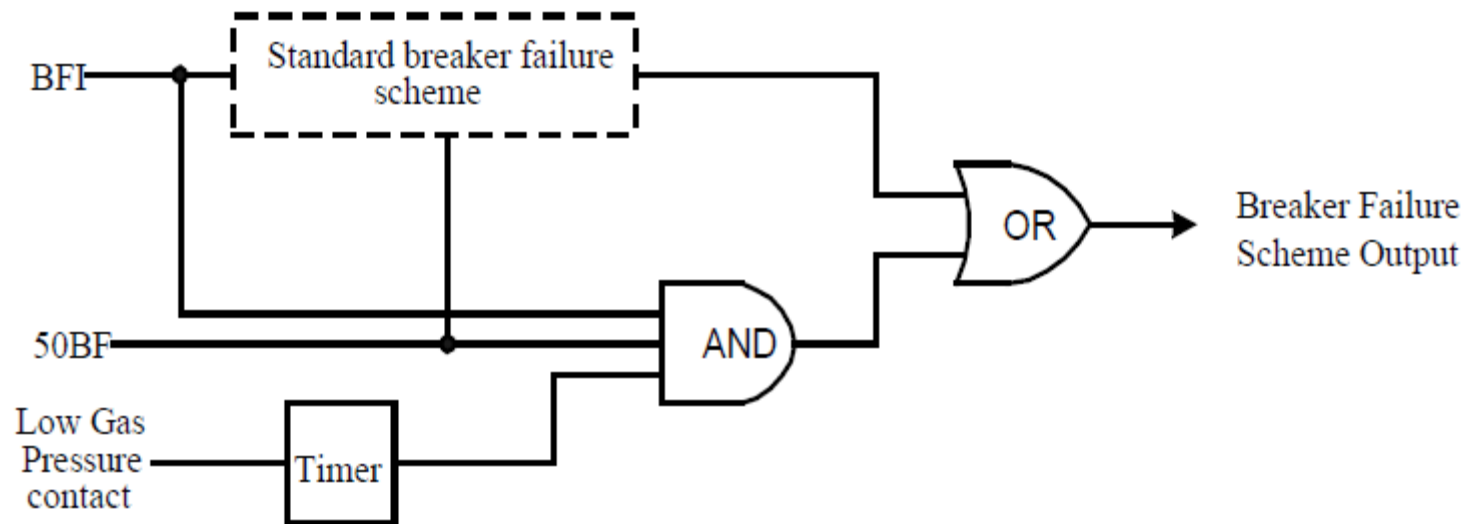 Standard breaker failure
scheme
BFI
OR
Breaker Failure
Scheme Output
50BF
AND
Low Gas
Pressure
contact
Timer